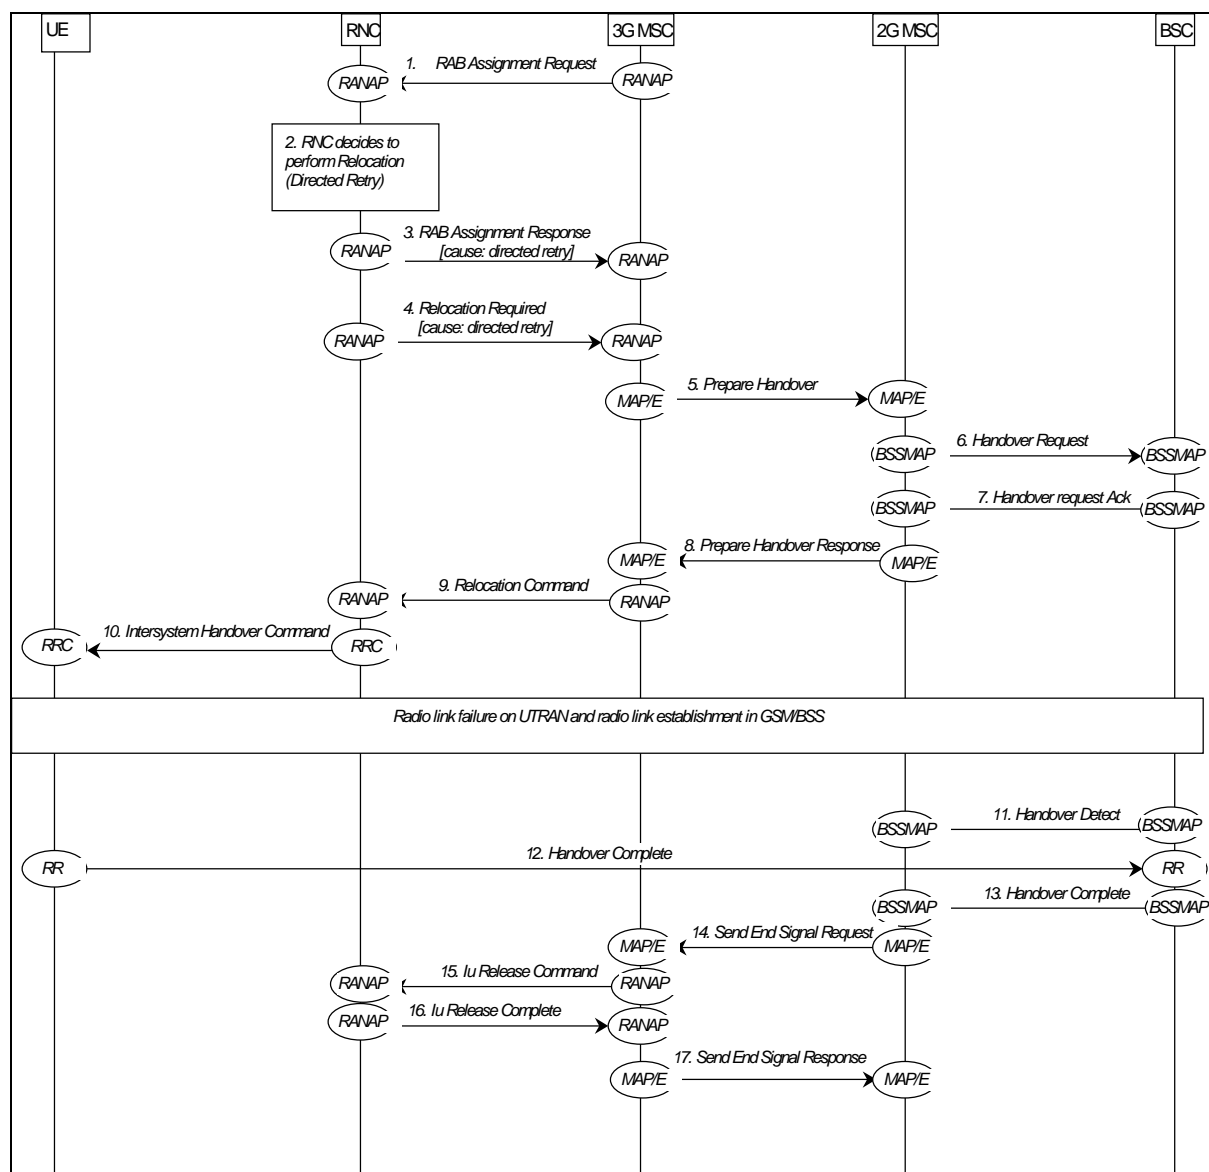 UE RNC 3G MSC 2G MSC BSC
1. RAB Assignment Request
RANAP RANAP
2. RNC decides to
perform Relocation
(Directed Retry)
3. RAB Assignment Response
[cause: directed retry]
RANAP RANAP
4. Relocation Required
[cause: directed retry]
RANAP RANAP
5. Prepare Handover
MAP/E MAP/E
6. Handover Request
BSSMAP BSSMAP
7. Handover request Ack
BSSMAP BSSMAP
8. Prepare Handover Response
MAP/E MAP/E
9. Relocation Command
RANAP RANAP
10. Intersystem Handover Command
RRC RRC
Radio link failure on UTRAN and radio link establishment in GSM/BSS
11. Handover Detect
BSSMAP BSSMAP
12. Handover Complete
RR RR
13. Handover Complete
BSSMAP BSSMAP
14. Send End Signal Request
MAP/E MAP/E
15. Iu Release Command
RANAP RANAP
16. Iu Release Complete
RANAP RANAP
17. Send End Signal Response
MAP/E MAP/E